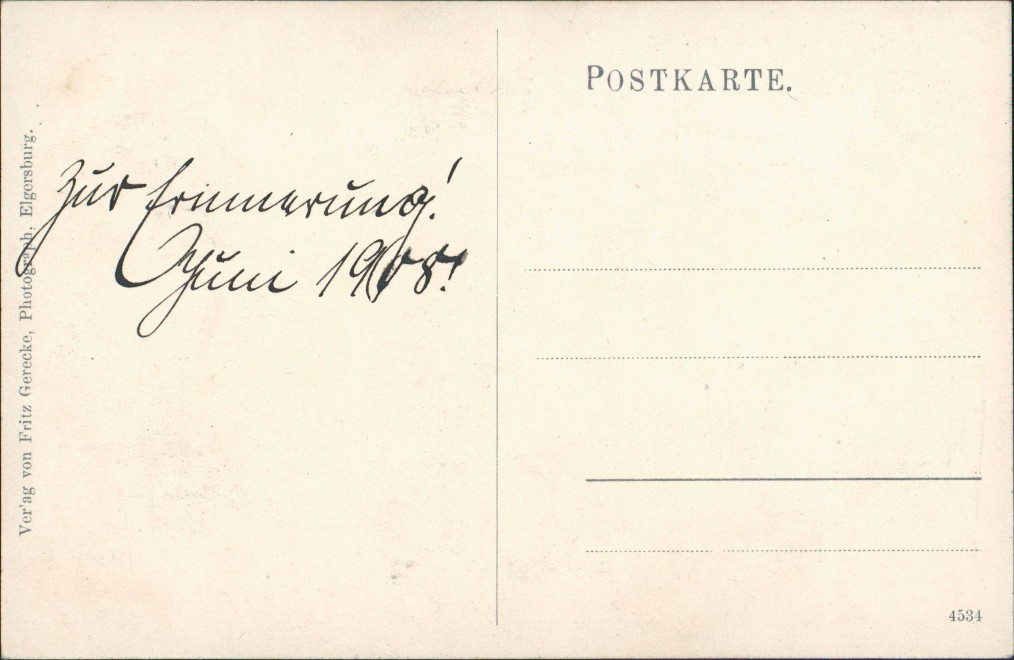 Verlag von Fritz Gerecke, Photograph, Elgersburg.
Zur Erinnerung!
Juni 1908!
POSTKARTE.
4534